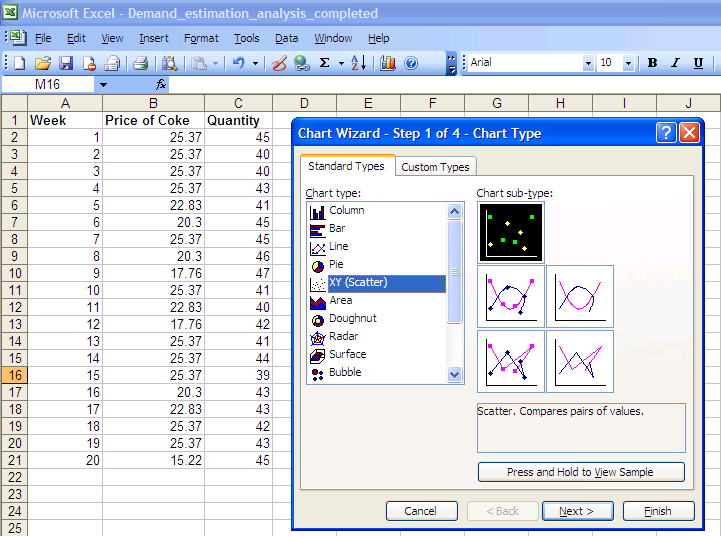 Microsoft Excel - Demand_estimation_analysis_completed
File Edit View Insert Format Tools Data Window Help
Arial 10 B I U
M16 fx
A B C D E F G H I J
1 Week Price of Coke Quantity
2 1 25.37 45
3 2 25.37 40
4 3 25.37 40
5 4 25.37 43
6 5 22.83 41
7 6 20.3 45
8 7 25.37 45
9 8 20.3 46
10 9 17.76 47
11 10 25.37 41
12 11 22.83 40
13 12 17.76 42
14 13 25.37 41
15 14 25.37 44
16 15 25.37 39
17 16 20.3 43
18 17 22.83 43
19 18 25.37 42
20 19 25.37 43
21 20 15.22 45
22
23
24
25
Chart Wizard - Step 1 of 4 - Chart Type
Standard Types Custom Types
Chart type:
Column
Bar
Line
Pie
XY (Scatter)
Area
Doughnut
Radar
Surface
Bubble
Chart sub-type:
Scatter. Compares pairs of values.
Press and Hold to View Sample
Cancel < Back Next > Finish